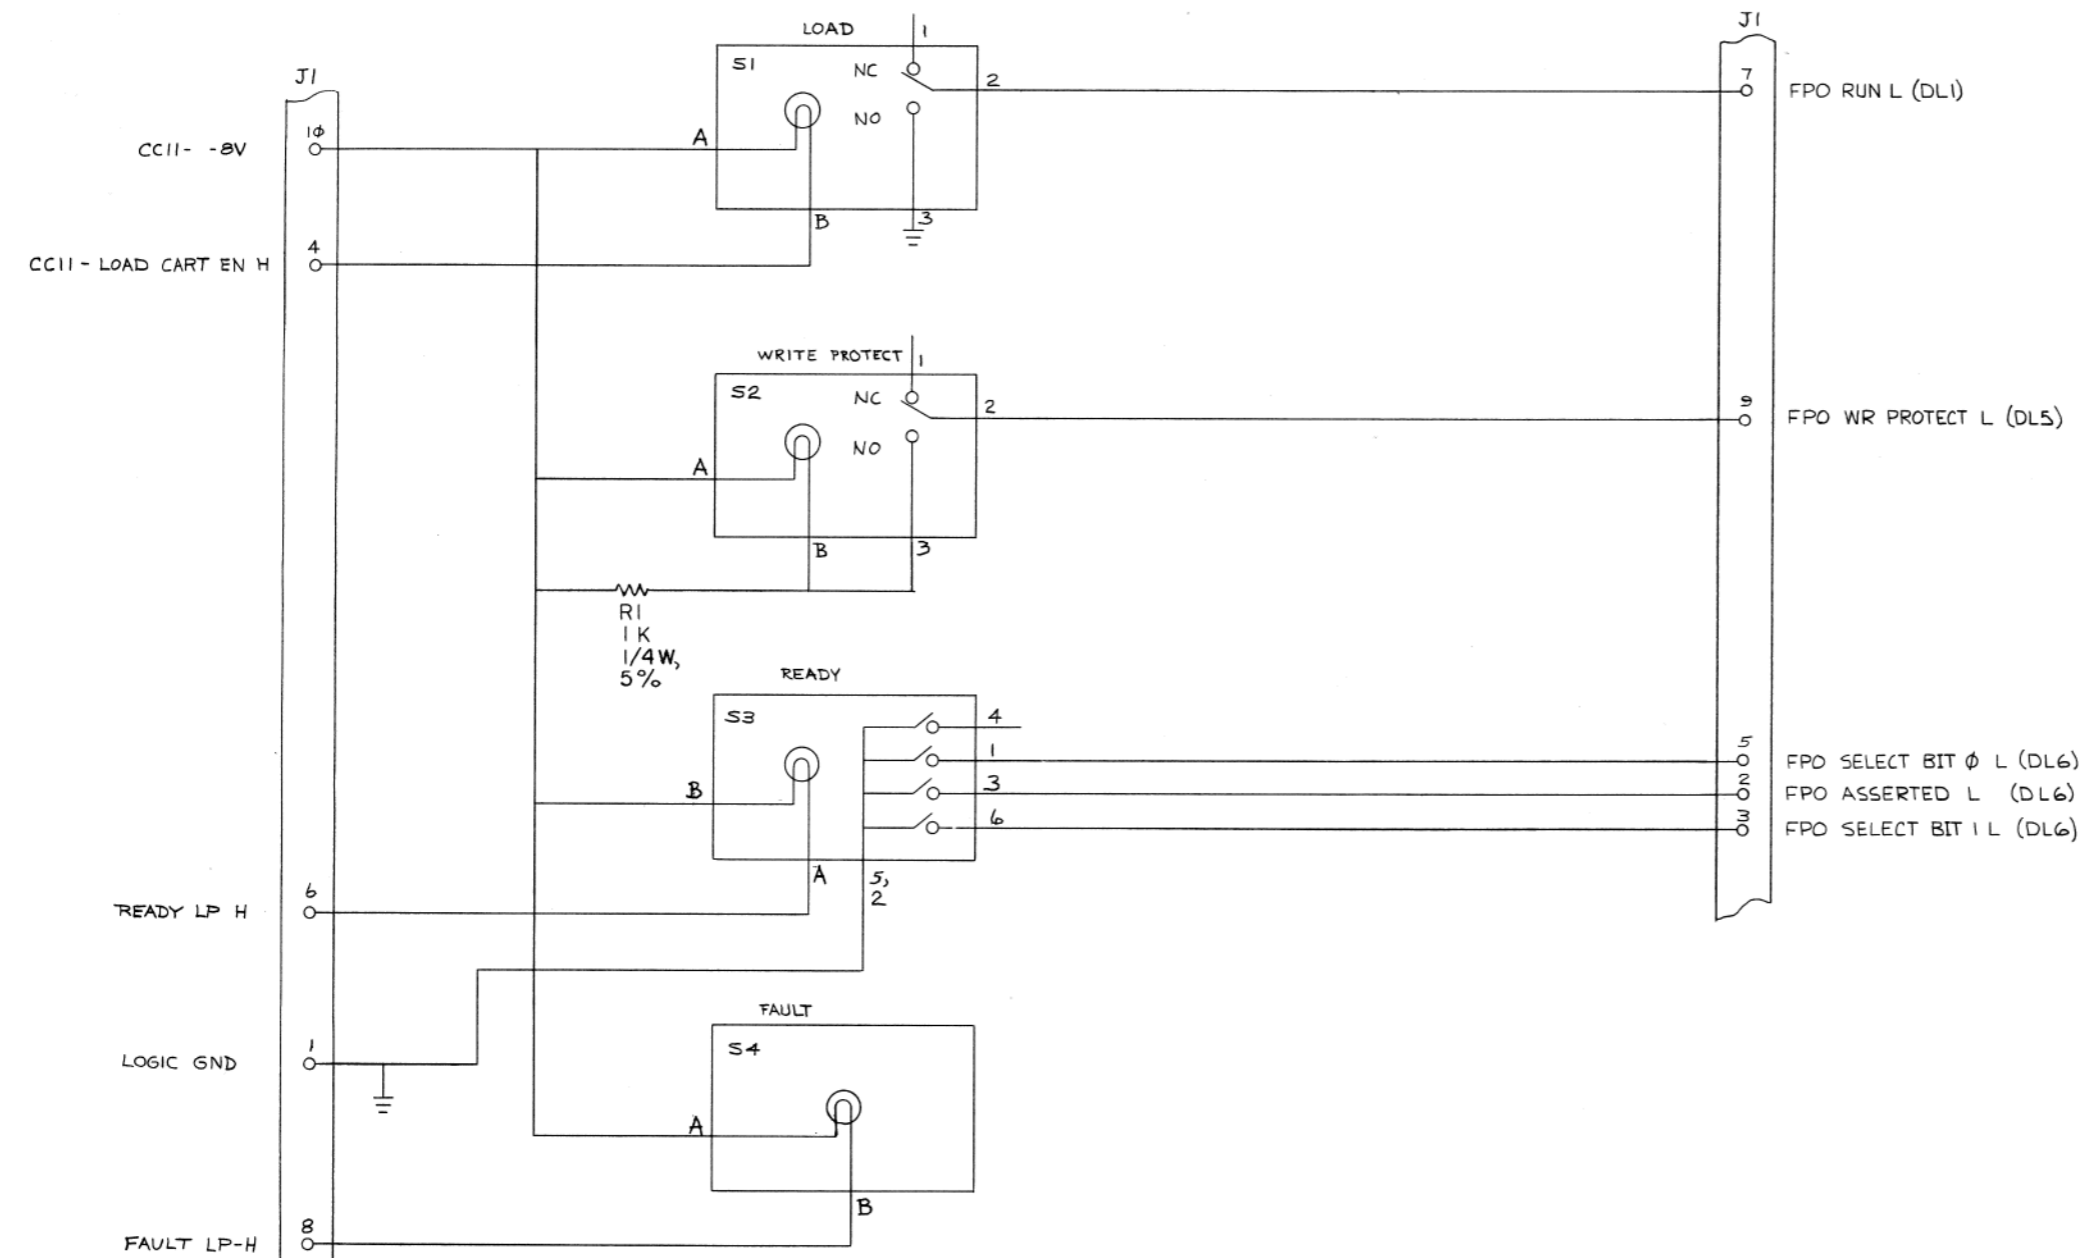 LOAD
1
J1
S1
NC
2
7
FPO RUN L (DL1)
J1
NO
1φ
CC11- -8V
A
B
3
4
CC11 - LOAD CART EN H
WRITE PROTECT
1
S2
NC
2
9
FPO WR PROTECT L (DL5)
NO
A
B
3
R1
1 K
1/4W,
5%
READY
S3
4
1
5
FPO SELECT BIT φ L (DL6)
B
3
2
FPO ASSERTED L (DL6)
6
3
FPO SELECT BIT 1 L (DL6)
A
5,
2
6
READY LP H
FAULT
S4
1
LOGIC GND
A
B
8
FAULT LP-H